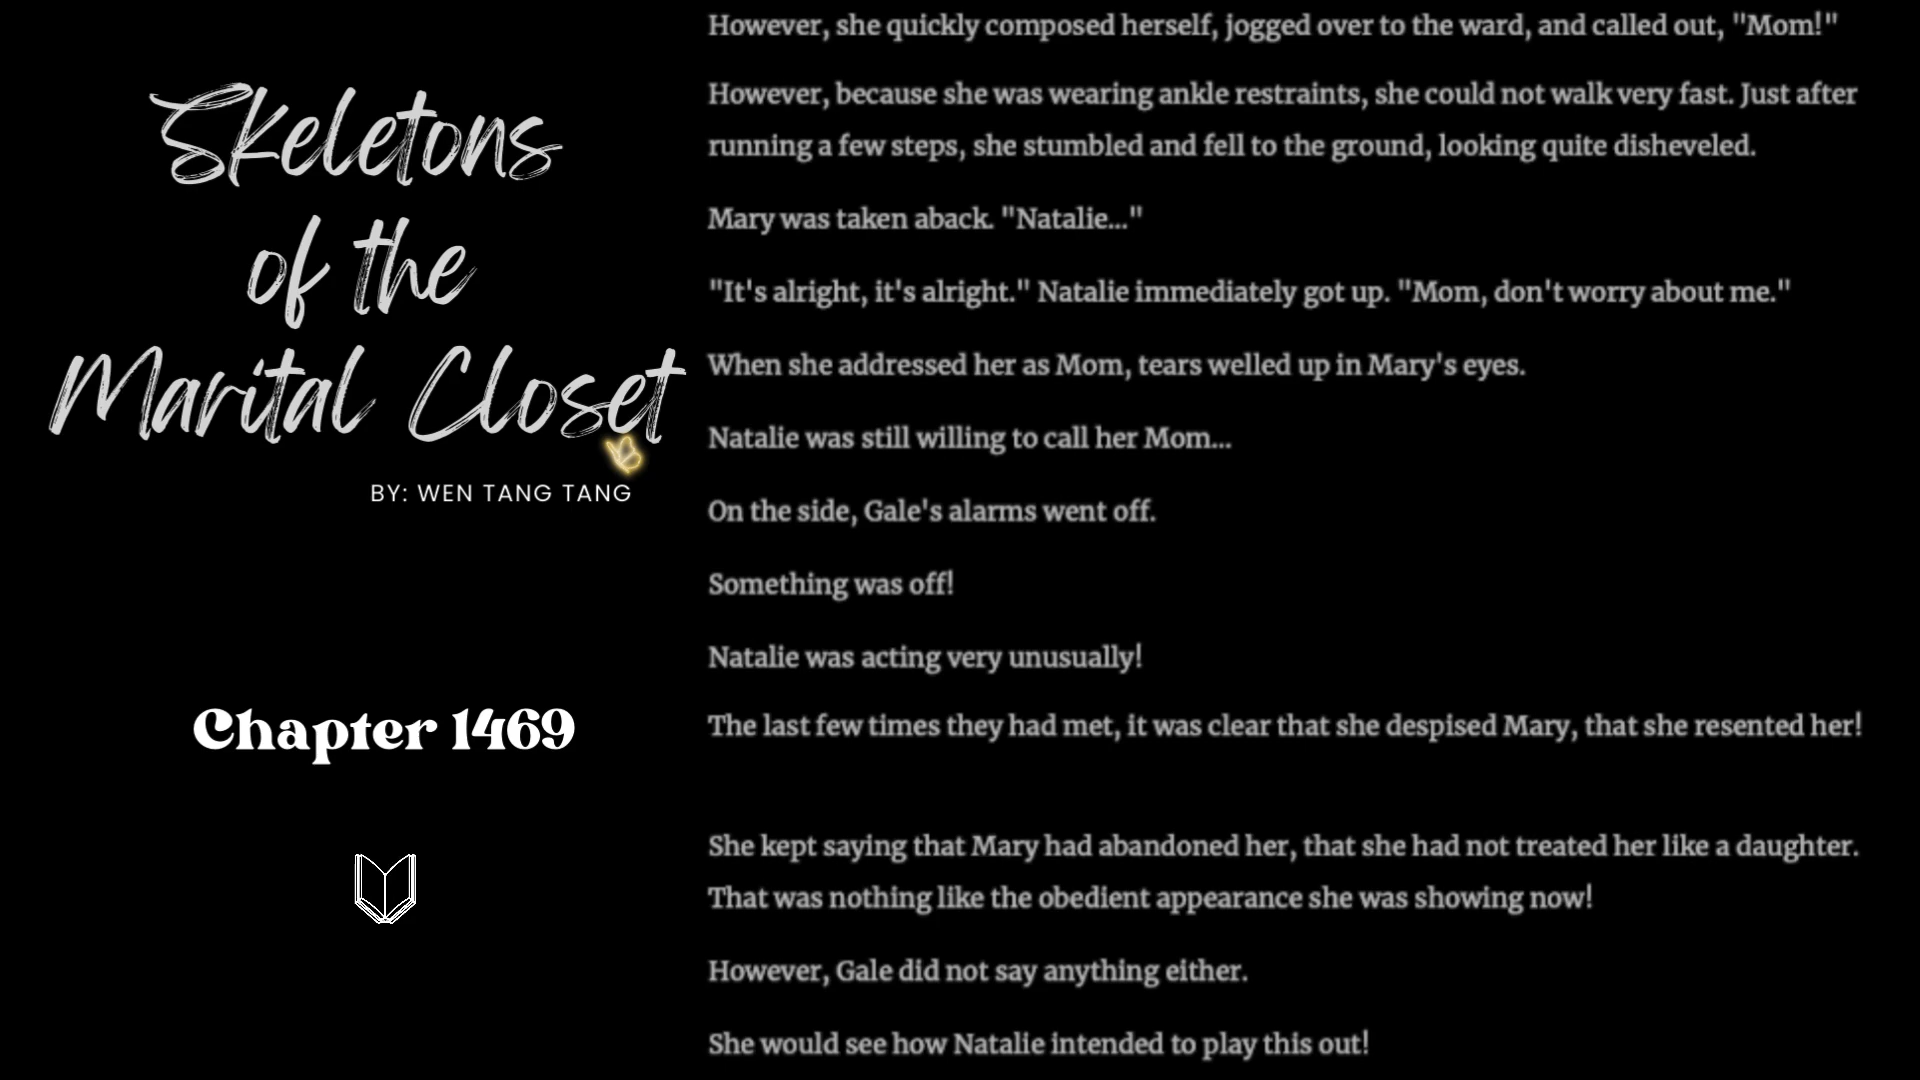 Skeletons
of the
Marital Closet
BY: WEN TANG TANG
Chapter 1469
However, she quickly composed herself, jogged over to the ward, and called out, "Mom!"
However, because she was wearing ankle restraints, she could not walk very fast. Just after
running a few steps, she stumbled and fell to the ground, looking quite disheveled.
Mary was taken aback. "Natalie..."
"It's alright, it's alright." Natalie immediately got up. "Mom, don't worry about me."
When she addressed her as Mom, tears welled up in Mary's eyes.
Natalie was still willing to call her Mom...
On the side, Gale's alarms went off.
Something was off!
Natalie was acting very unusually!
The last few times they had met, it was clear that she despised Mary, that she resented her!
She kept saying that Mary had abandoned her, that she had not treated her like a daughter.
That was nothing like the obedient appearance she was showing now!
However, Gale did not say anything either.
She would see how Natalie intended to play this out!